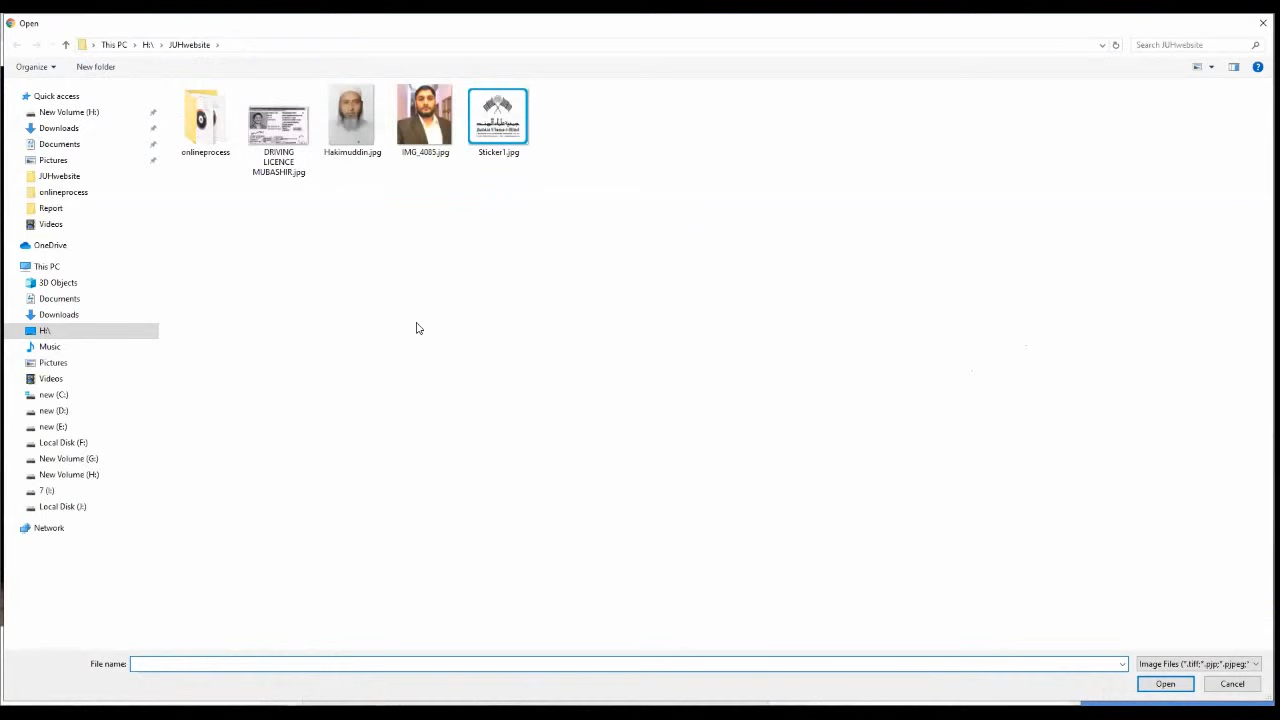 Open
This PC
H:\
JUHwebsite
Search JUHwebsite
Organize
New folder
Quick access
New Volume (H:)
Downloads
Documents
Pictures
JUHwebsite
onlineprocess
Report
Videos
OneDrive
This PC
3D Objects
Documents
Downloads
H:\
Music
Pictures
Videos
new (C:)
new (D:)
new (E:)
Local Disk (F:)
New Volume (G:)
New Volume (H:)
7 (I:)
Local Disk (J:)
Network
onlineprocess
DRIVING
LICENCE
MUBASHIR.jpg
Hakimuddin.jpg
IMG_4085.jpg
Sticker1.jpg
File name:
Image Files (*.tiff;*.pjp;*.pjpeg;*
Open
Cancel